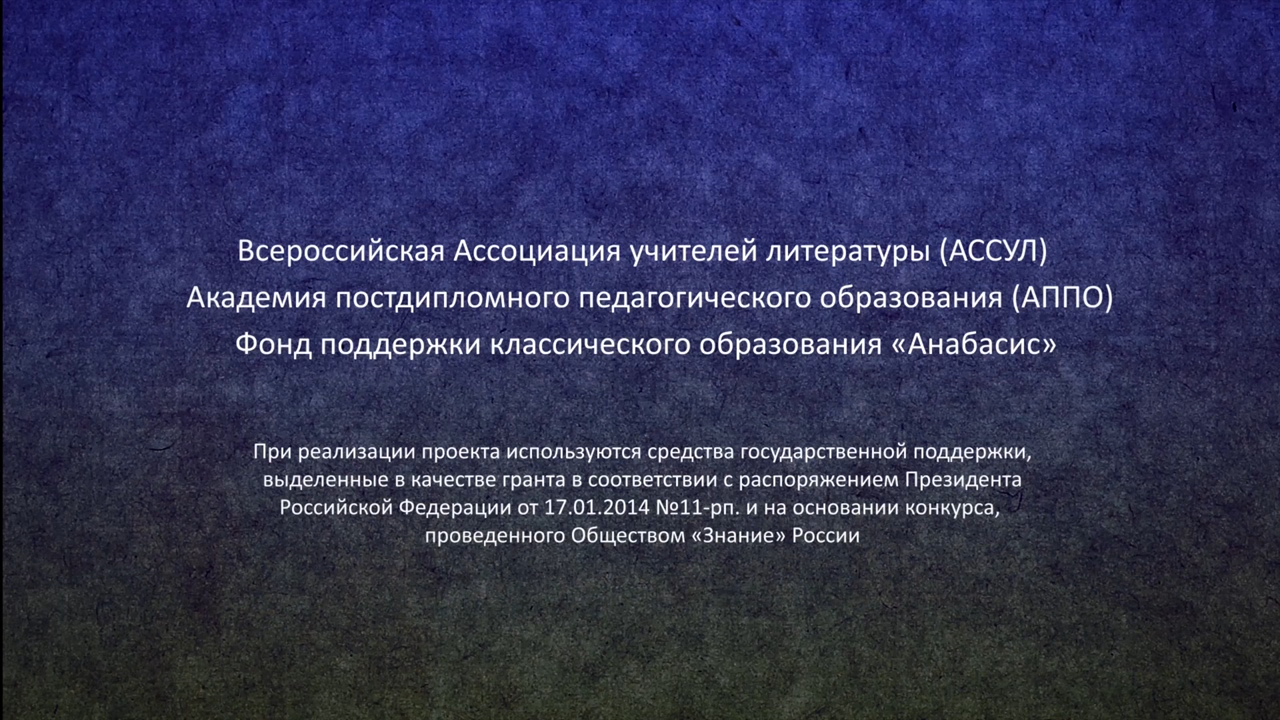 Всероссийская Ассоциация учителей литературы (АССУЛ)
Академия постдипломного педагогического образования (АППО)
Фонд поддержки классического образования «Анабасис»
При реализации проекта используются средства государственной поддержки,
выделенные в качестве гранта в соответствии с распоряжением Президента
Российской Федерации от 17.01.2014 №11-рп. и на основании конкурса,
проведенного Обществом «Знание» России